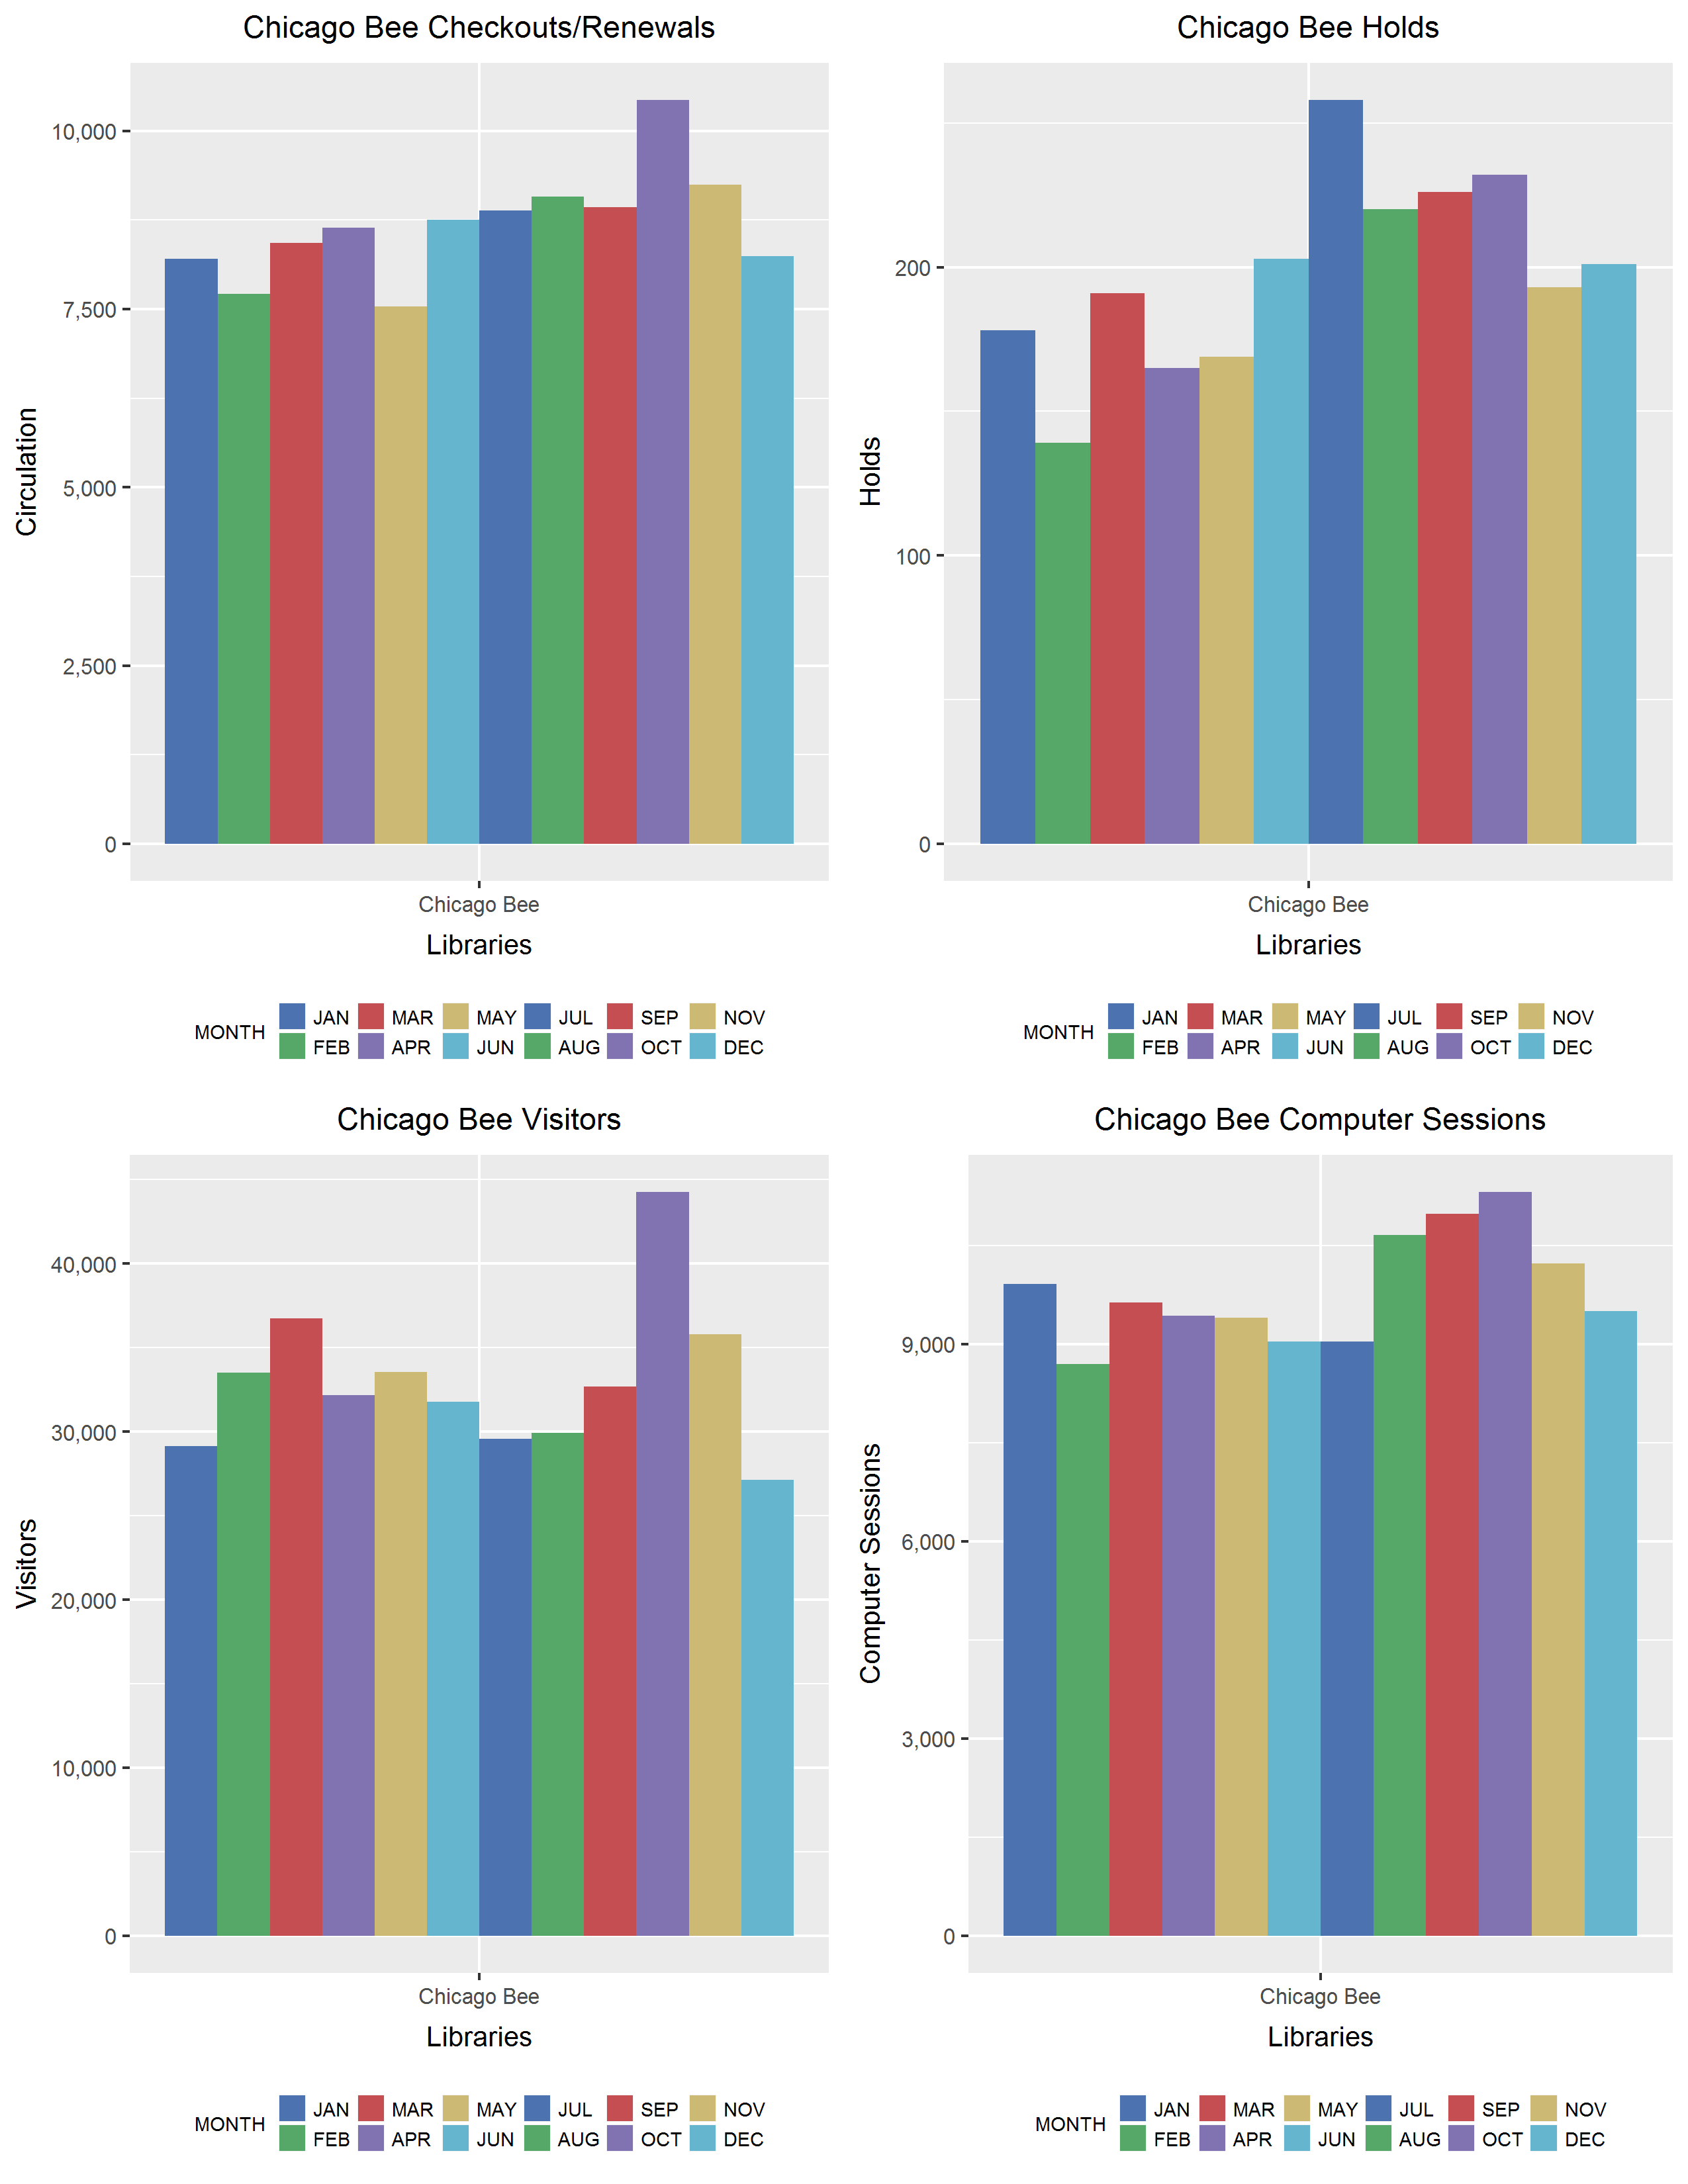 Chicago Bee Checkouts/Renewals
Circulation
10,000
7,500
5,000
2,500
0
Chicago Bee
Libraries
MONTH
JAN MAR MAY JUL SEP NOV
FEB APR JUN AUG OCT DEC
Chicago Bee Holds
Holds
200
100
0
Chicago Bee
Libraries
MONTH
JAN MAR MAY JUL SEP NOV
FEB APR JUN AUG OCT DEC
Chicago Bee Visitors
Visitors
40,000
30,000
20,000
10,000
0
Chicago Bee
Libraries
MONTH
JAN MAR MAY JUL SEP NOV
FEB APR JUN AUG OCT DEC
Chicago Bee Computer Sessions
Computer Sessions
9,000
6,000
3,000
0
Chicago Bee
Libraries
MONTH
JAN MAR MAY JUL SEP NOV
FEB APR JUN AUG OCT DEC